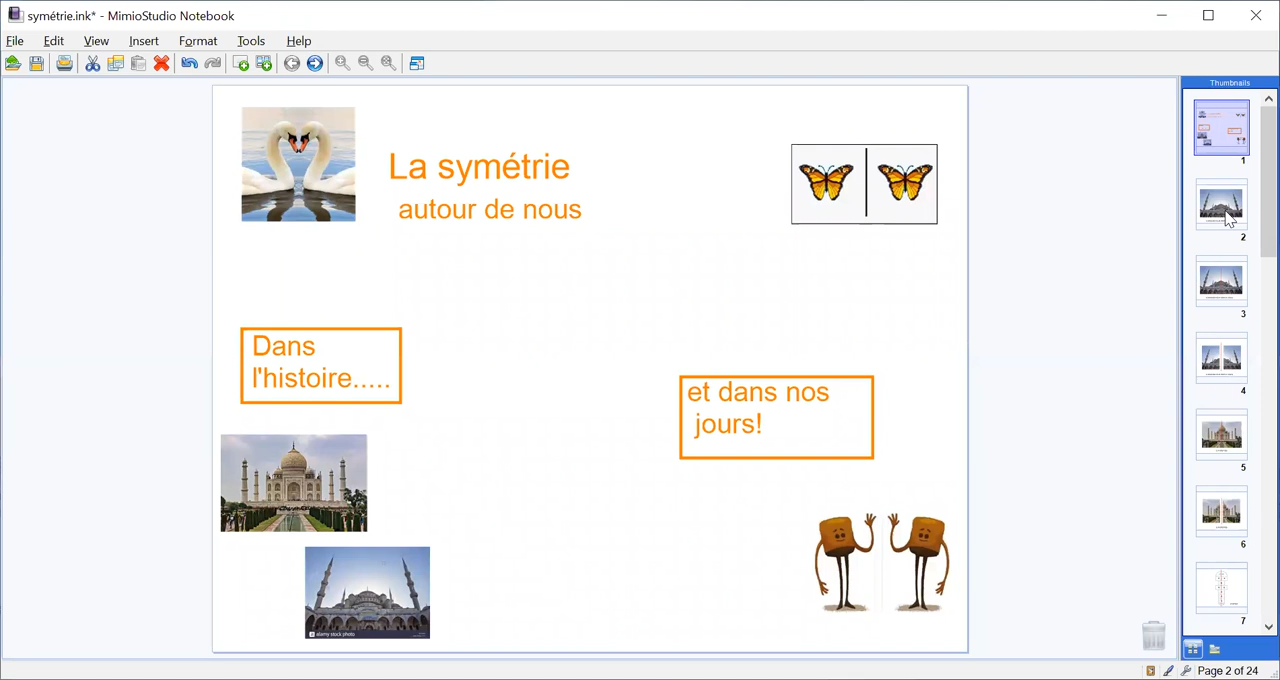 symétrie.ink* - MimioStudio Notebook
File Edit View Insert Format Tools Help
Thumbnails
La symétrie
autour de nous
Dans
l'histoire.....
et dans nos
jours!
alamy stock photo
1
2
3
4
5
6
7
Page 2 of 24